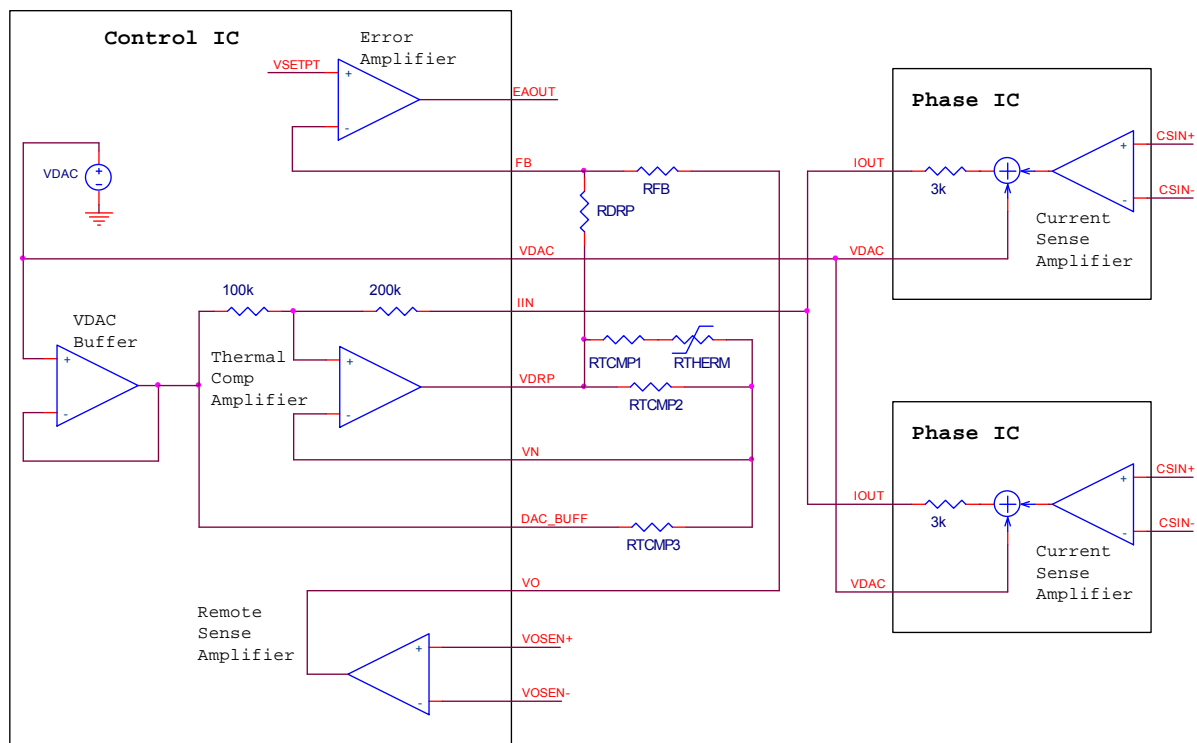 Control IC
Error
Amplifier
VSETPT
+
-
EAOUT
Phase IC
CSIN+
+
IOUT
3k
-
CSIN-
Current
Sense
Amplifier
VDAC
VDAC
+
-
FB
RFB
RDRP
VDAC
100k
200k
IIN
VDAC
Buffer
+
-
Thermal
Comp
Amplifier
+
-
VDRP
RTCMP1
RTHERM
RTCMP2
VN
DAC_BUFF
RTCMP3
Phase IC
CSIN+
+
IOUT
3k
-
CSIN-
Current
Sense
Amplifier
VDAC
VO
Remote
Sense
Amplifier
+
-
VOSEN+
VOSEN-